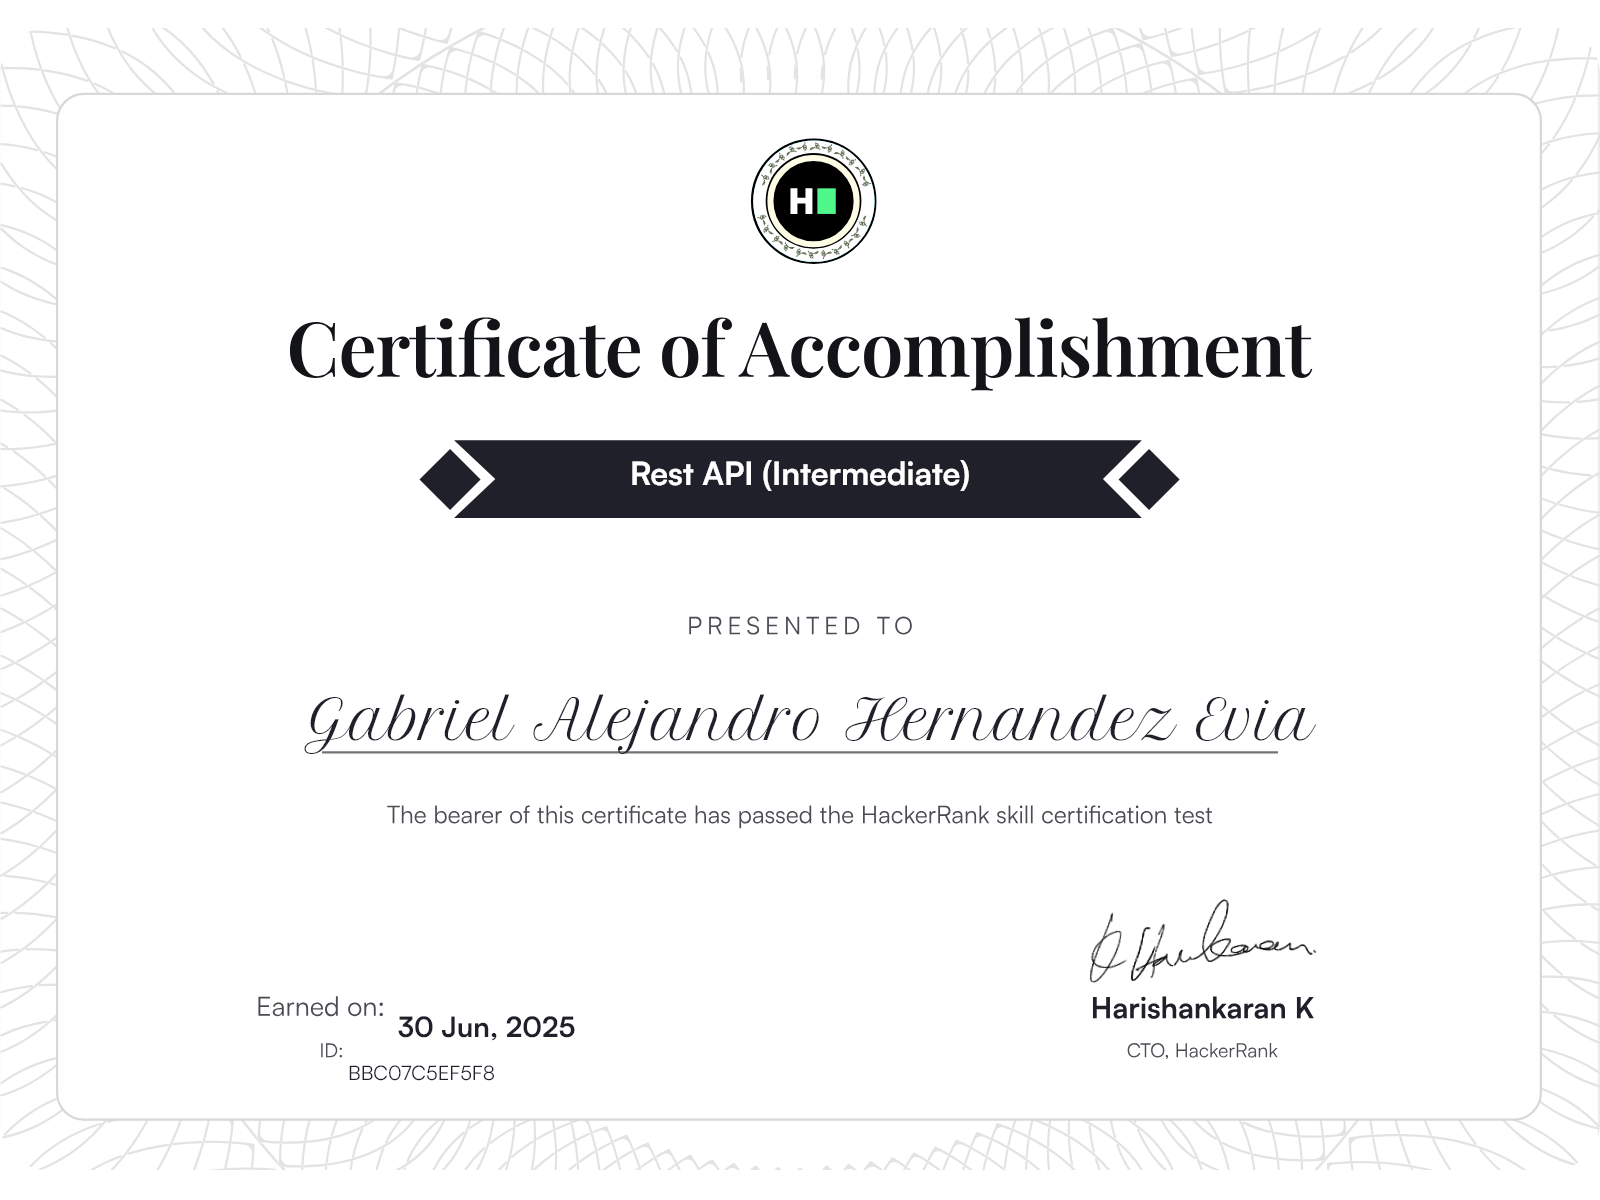 H
Certificate of Accomplishment
Rest API (Intermediate)
PRESENTED TO
Gabriel Alejandro Hernandez Evia
The bearer of this certificate has passed the HackerRank skill certification test
Earned on: 30 Jun, 2025
ID: BBC07C5EF5F8
Harishankaran K
CTO, HackerRank